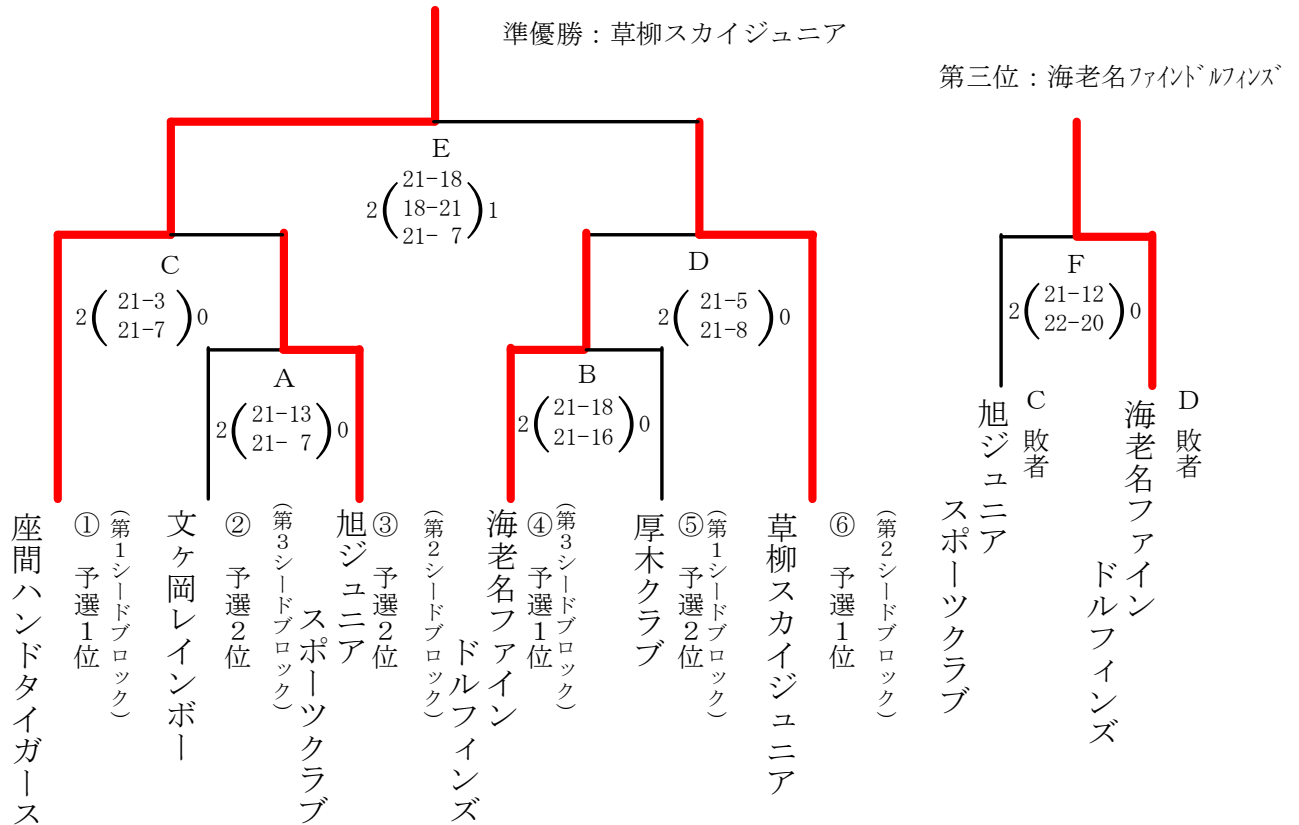 準優勝：草柳スカイジュニア
第三位：海老名ファインドルフィンズ
E
2(21-18 18-21 21- 7)1
C
2(21-3 21-7)0
D
2(21-5 21-8)0
F
2(21-12 22-20)0
A
2(21-13 21- 7)0
B
2(21-18 21-16)0
座間ハンドタイガース
① 予選1位
(第1シードブロック)
文ヶ岡レインボー
② 予選2位
(第3シードブロック)
旭ジュニア
スポーツクラブ
③ 予選2位
(第2シードブロック)
海老名ファイン
ドルフィンズ
④ 予選1位
(第3シードブロック)
厚木クラブ
⑤ 予選2位
(第1シードブロック)
草柳スカイジュニア
⑥ 予選1位
(第2シードブロック)
旭ジュニア
スポーツクラブ
C 敗者
海老名ファイン
ドルフィンズ
D 敗者